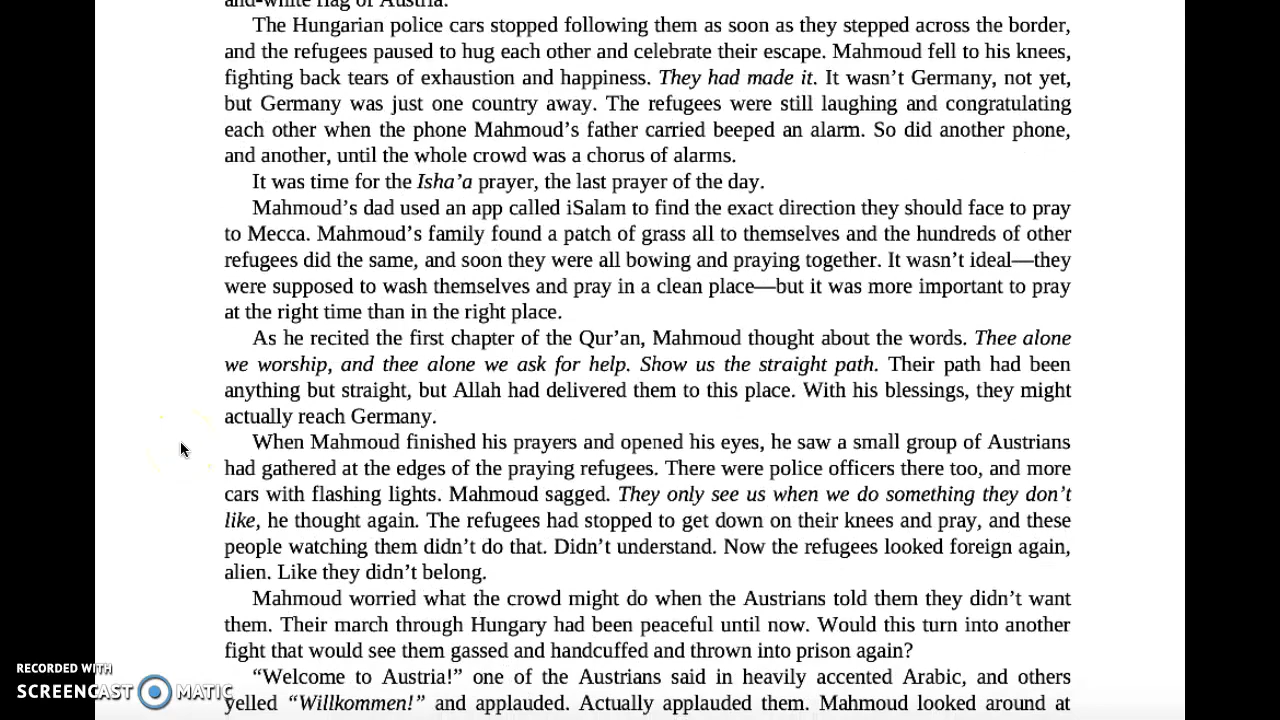 and-white flag of Austria.
The Hungarian police cars stopped following them as soon as they stepped across the border,
and the refugees paused to hug each other and celebrate their escape. Mahmoud fell to his knees,
fighting back tears of exhaustion and happiness. They had made it. It wasn’t Germany, not yet,
but Germany was just one country away. The refugees were still laughing and congratulating
each other when the phone Mahmoud’s father carried beeped an alarm. So did another phone,
and another, until the whole crowd was a chorus of alarms.
It was time for the Isha’a prayer, the last prayer of the day.
Mahmoud’s dad used an app called iSalam to find the exact direction they should face to pray
to Mecca. Mahmoud’s family found a patch of grass all to themselves and the hundreds of other
refugees did the same, and soon they were all bowing and praying together. It wasn’t ideal—they
were supposed to wash themselves and pray in a clean place—but it was more important to pray
at the right time than in the right place.
As he recited the first chapter of the Qur’an, Mahmoud thought about the words. Thee alone
we worship, and thee alone we ask for help. Show us the straight path. Their path had been
anything but straight, but Allah had delivered them to this place. With his blessings, they might
actually reach Germany.
When Mahmoud finished his prayers and opened his eyes, he saw a small group of Austrians
had gathered at the edges of the praying refugees. There were police officers there too, and more
cars with flashing lights. Mahmoud sagged. They only see us when we do something they don’t
like, he thought again. The refugees had stopped to get down on their knees and pray, and these
people watching them didn’t do that. Didn’t understand. Now the refugees looked foreign again,
alien. Like they didn’t belong.
Mahmoud worried what the crowd might do when the Austrians told them they didn’t want
them. Their march through Hungary had been peaceful until now. Would this turn into another
fight that would see them gassed and handcuffed and thrown into prison again?
“Welcome to Austria!” one of the Austrians said in heavily accented Arabic, and others
yelled “Willkommen!” and applauded. Actually applauded them. Mahmoud looked around at
RECORDED WITH
SCREENCAST MATIC